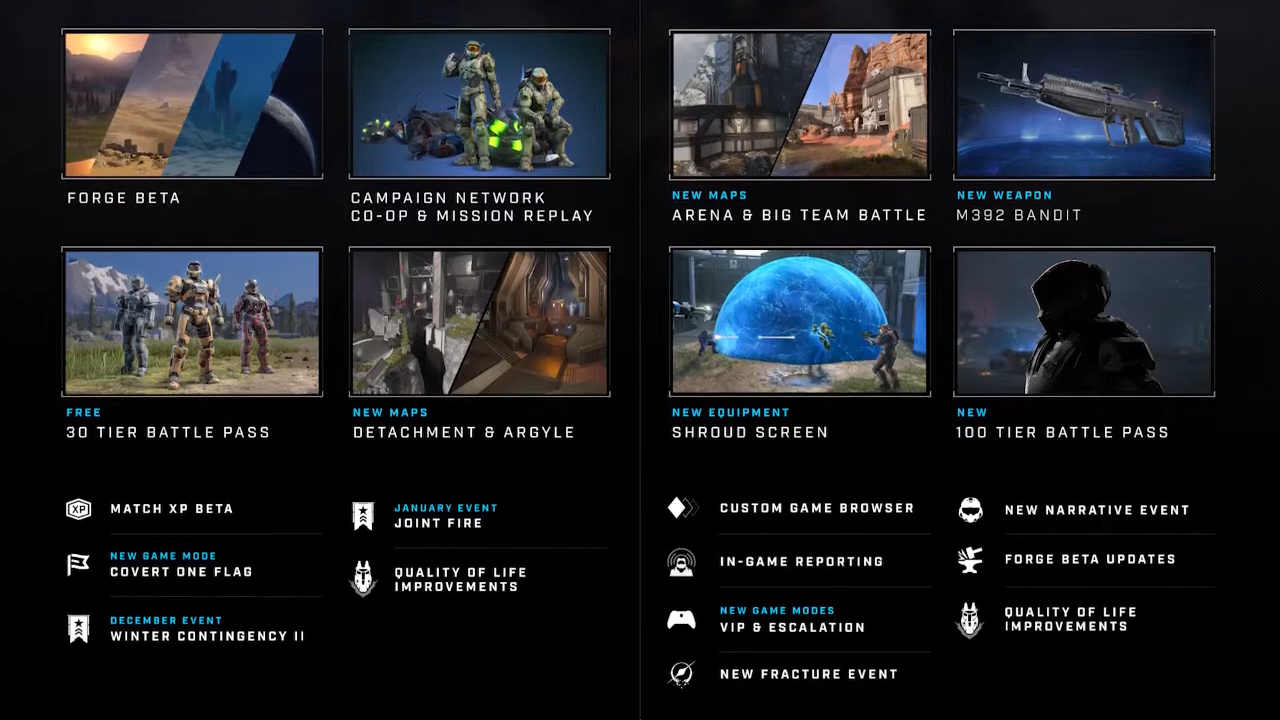 FORGE BETA
CAMPAIGN NETWORK
CO-OP & MISSION REPLAY
NEW MAPS
ARENA & BIG TEAM BATTLE
NEW WEAPON
M392 BANDIT
FREE
30 TIER BATTLE PASS
NEW MAPS
DETACHMENT & ARGYLE
NEW EQUIPMENT
SHROUD SCREEN
NEW
100 TIER BATTLE PASS
XP
MATCH XP BETA
NEW GAME MODE
COVERT ONE FLAG
DECEMBER EVENT
WINTER CONTINGENCY II
JANUARY EVENT
JOINT FIRE
QUALITY OF LIFE
IMPROVEMENTS
CUSTOM GAME BROWSER
IN-GAME REPORTING
NEW GAME MODES
VIP & ESCALATION
NEW FRACTURE EVENT
NEW NARRATIVE EVENT
FORGE BETA UPDATES
QUALITY OF LIFE
IMPROVEMENTS